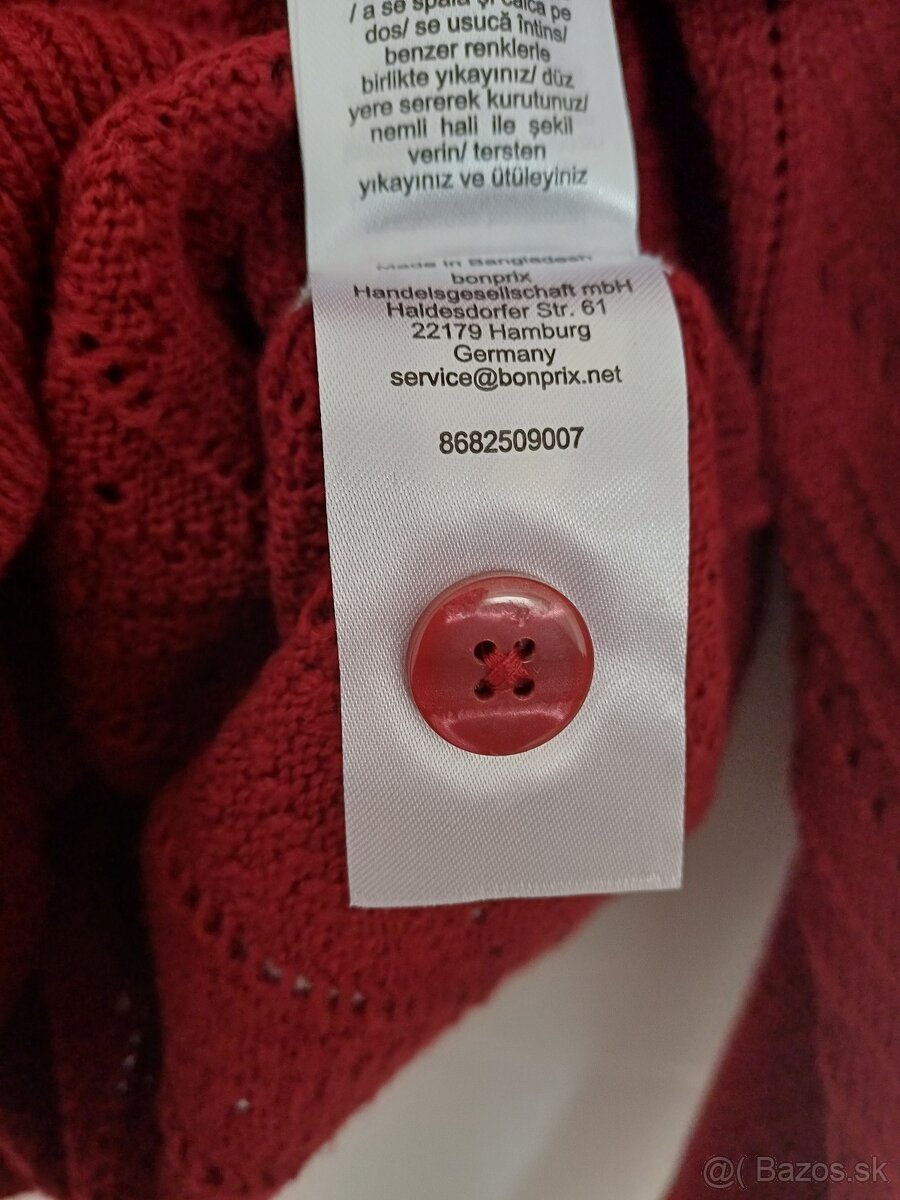 / a se spăla și călca pe
dos/ se usucă întins/
benzer renklerle
birlikte yıkayınız/ düz
yere sererek kurutunuz/
nemli hali ile şekil
verin/ tersten
yıkayınız ve ütüleyiniz
Made in Bangladesh
bonprix
Handelsgesellschaft mbH
Haldesdorfer Str. 61
22179 Hamburg
Germany
service@bonprix.net
8682509007
@( Bazos.sk